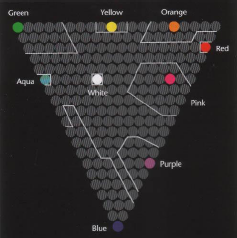 Green
Yellow
Orange
Red
Aqua
White
Pink
Purple
Blue